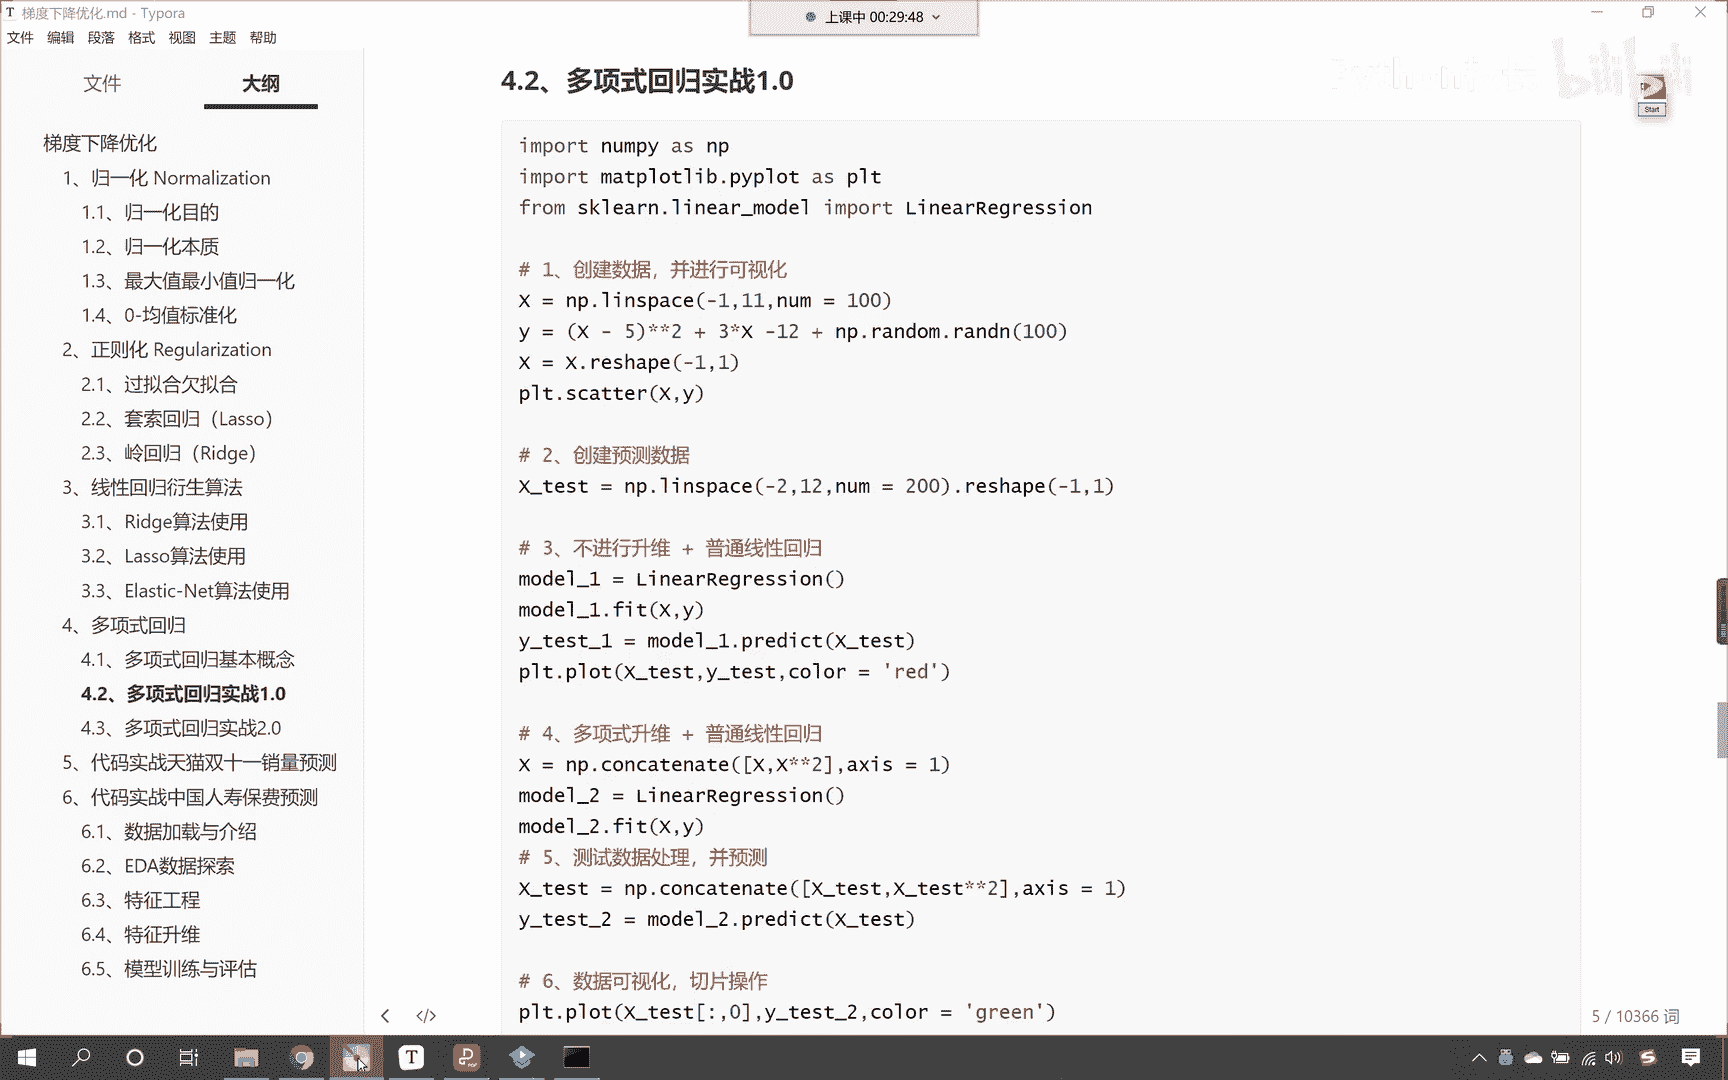 梯度下降优化.md - Typora
上课中 00:29:48
文件 编辑 段落 格式 视图 主题 帮助
文件 大纲
梯度下降优化
1、归一化 Normalization
1.1、归一化目的
1.2、归一化本质
1.3、最大值最小值归一化
1.4、0-均值标准化
2、正则化 Regularization
2.1、过拟合欠拟合
2.2、套索回归（Lasso）
2.3、岭回归（Ridge）
3、线性回归衍生算法
3.1、Ridge算法使用
3.2、Lasso算法使用
3.3、Elastic-Net算法使用
4、多项式回归
4.1、多项式回归基本概念
4.2、多项式回归实战1.0
4.3、多项式回归实战2.0
5、代码实战天猫双十一销量预测
6、代码实战中国人寿保费预测
6.1、数据加载与介绍
6.2、EDA数据探索
6.3、特征工程
6.4、特征升维
6.5、模型训练与评估
4.2、多项式回归实战1.0
import numpy as np
import matplotlib.pyplot as plt
from sklearn.linear_model import LinearRegression
# 1、创建数据，并进行可视化
X = np.linspace(-1,11,num = 100)
y = (X - 5)**2 + 3*X -12 + np.random.randn(100)
X = X.reshape(-1,1)
plt.scatter(X,y)
# 2、创建预测数据
X_test = np.linspace(-2,12,num = 200).reshape(-1,1)
# 3、不进行升维 + 普通线性回归
model_1 = LinearRegression()
model_1.fit(X,y)
y_test_1 = model_1.predict(X_test)
plt.plot(X_test,y_test,color = 'red')
# 4、多项式升维 + 普通线性回归
X = np.concatenate([X,X**2],axis = 1)
model_2 = LinearRegression()
model_2.fit(X,y)
# 5、测试数据处理，并预测
X_test = np.concatenate([X_test,X_test**2],axis = 1)
y_test_2 = model_2.predict(X_test)
# 6、数据可视化，切片操作
plt.plot(X_test[:,0],y_test_2,color = 'green')
5 / 10366 词
bilibili
Start